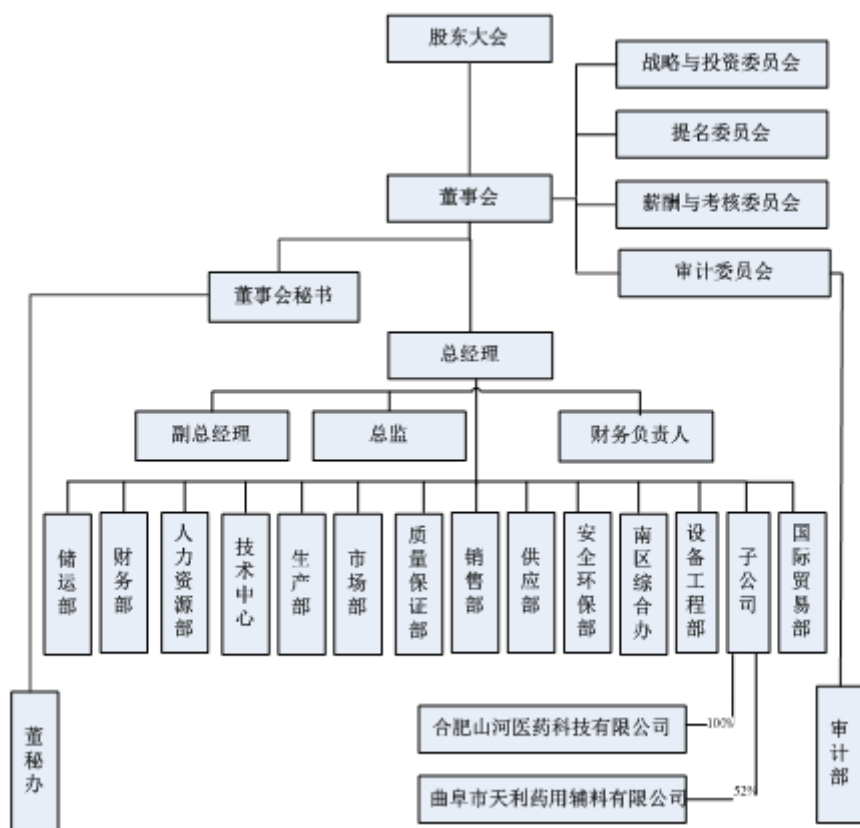 股东大会
战略与投资委员会
提名委员会
董事会
薪酬与考核委员会
审计委员会
董事会秘书
总经理
副总经理
总监
财务负责人
储运部
财务部
人力资源部
技术中心
生产部
市场部
质量保证部
销售部
供应部
安全环保部
南区综合办
设备工程部
子公司
国际贸易部
董秘办
合肥山河医药科技有限公司
100%
审计部
曲阜市天利药用辅料有限公司
52%